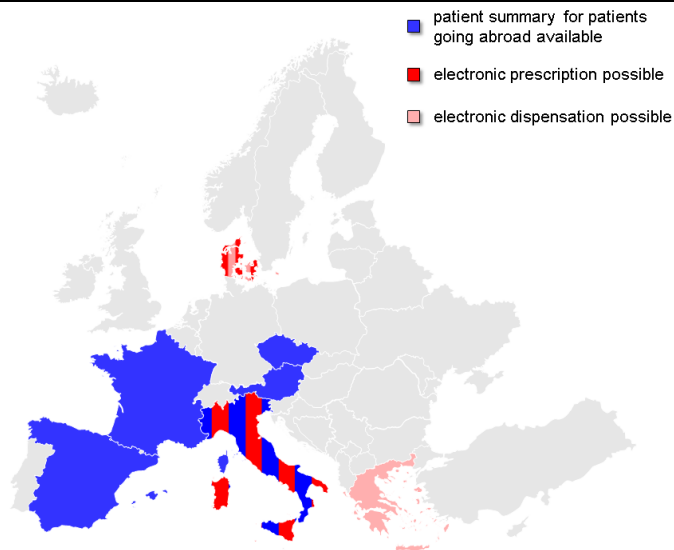 patient summary for patients
going abroad available
electronic prescription possible
electronic dispensation possible